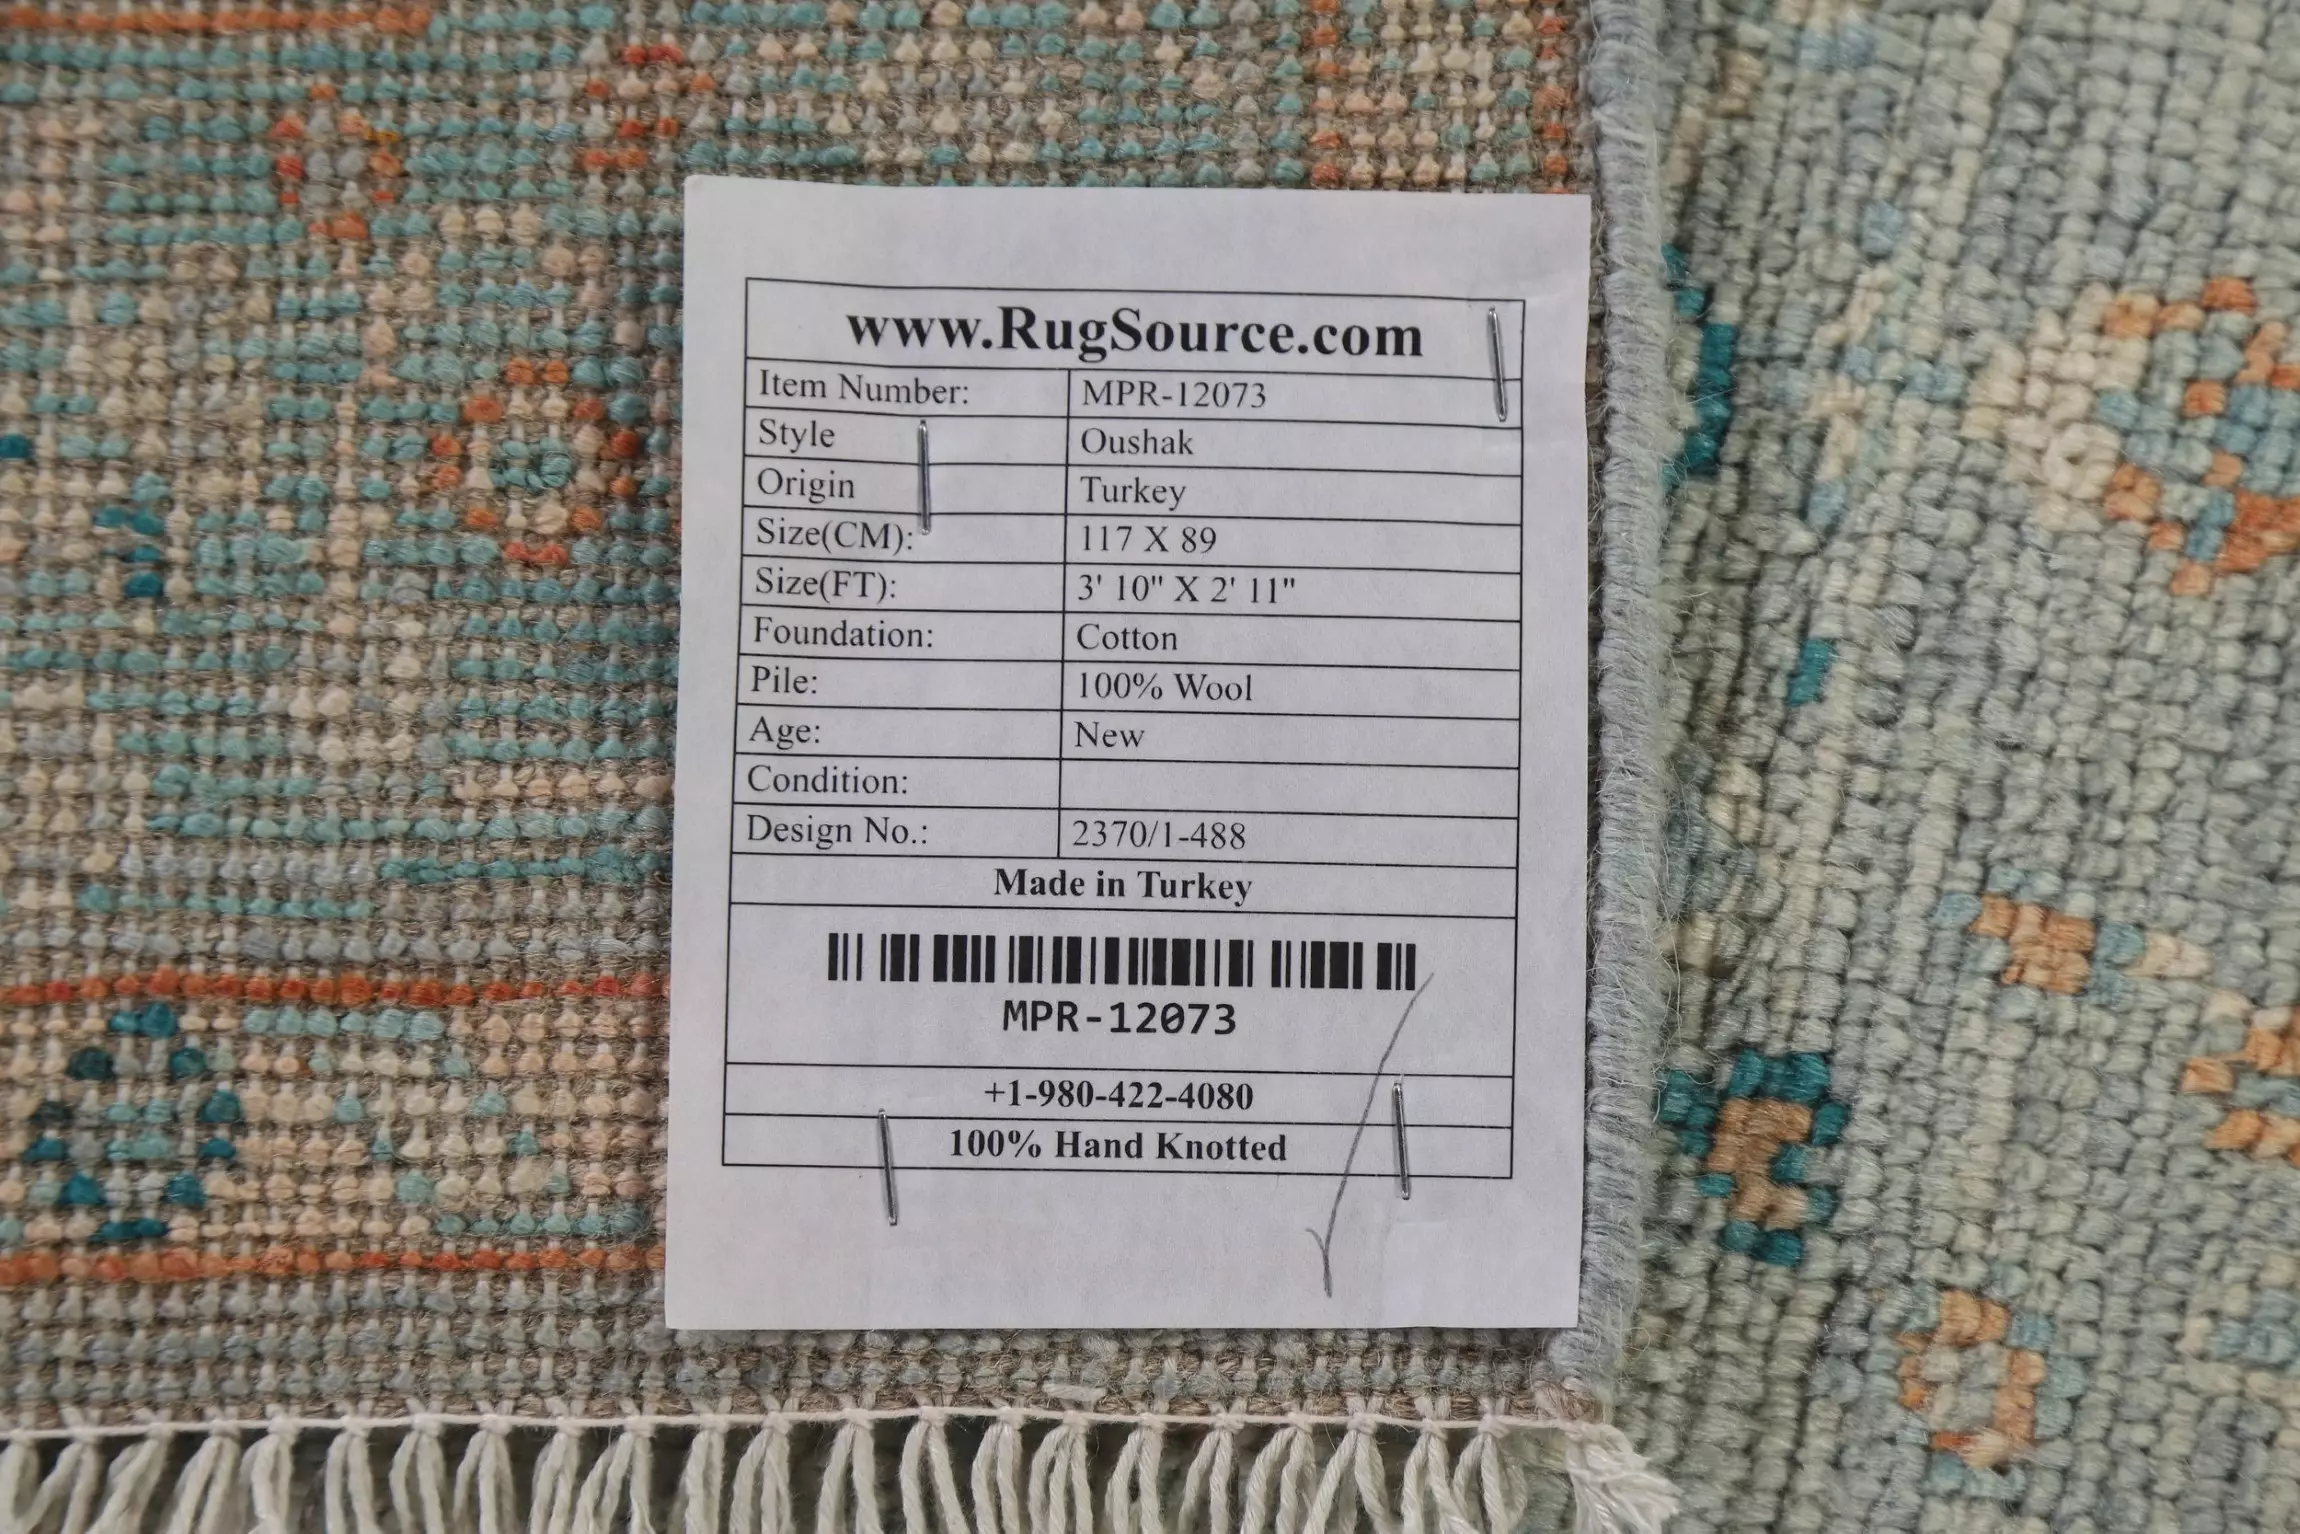 www.RugSource.com
Item Number: MPR-12073
Style Oushak
Origin Turkey
Size(CM): 117 X 89
Size(FT): 3' 10" X 2' 11"
Foundation: Cotton
Pile: 100% Wool
Age: New
Condition:
Design No.: 2370/1-488
Made in Turkey
MPR-12073
+1-980-422-4080
100% Hand Knotted